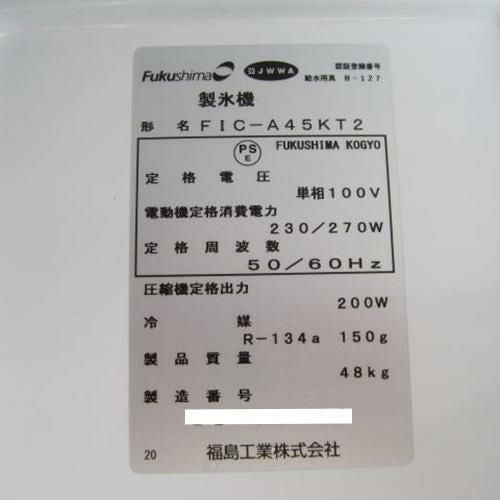 Fukushima JWWA 認証登録番号
給水用具 B-127
製氷機
形名 FIC-A45KT2
PS
E
FUKUSHIMA KOGYO
定格電圧
単相100V
電動機定格消費電力
230/270W
定格周波数
50/60Hz
圧縮機定格出力
200W
冷媒
R-134a 150g
製品質量
48kg
製造番号
20 福島工業株式会社